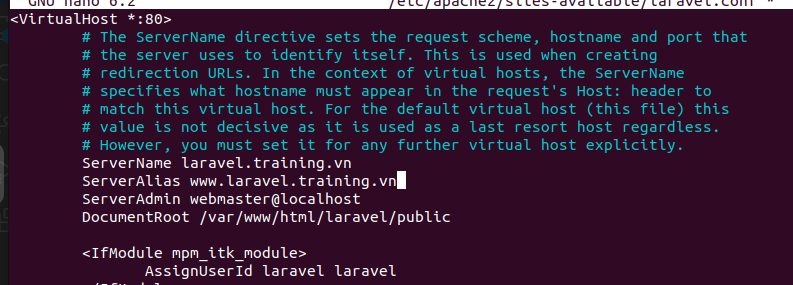 GNU nano 6.2 /etc/apache2/sites-available/laravel.conf *
<VirtualHost *:80>
# The ServerName directive sets the request scheme, hostname and port that
# the server uses to identify itself. This is used when creating
# redirection URLs. In the context of virtual hosts, the ServerName
# specifies what hostname must appear in the request's Host: header to
# match this virtual host. For the default virtual host (this file) this
# value is not decisive as it is used as a last resort host regardless.
# However, you must set it for any further virtual host explicitly.
ServerName laravel.training.vn
ServerAlias www.laravel.training.vn
ServerAdmin webmaster@localhost
DocumentRoot /var/www/html/laravel/public
<IfModule mpm_itk_module>
AssignUserId laravel laravel